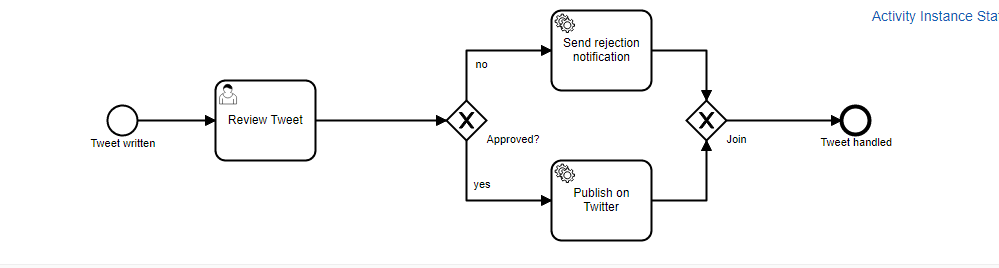 Activity Instance Sta
Send rejection
notification
no
Review Tweet
Tweet written
Approved?
Join
Tweet handled
yes
Publish on
Twitter